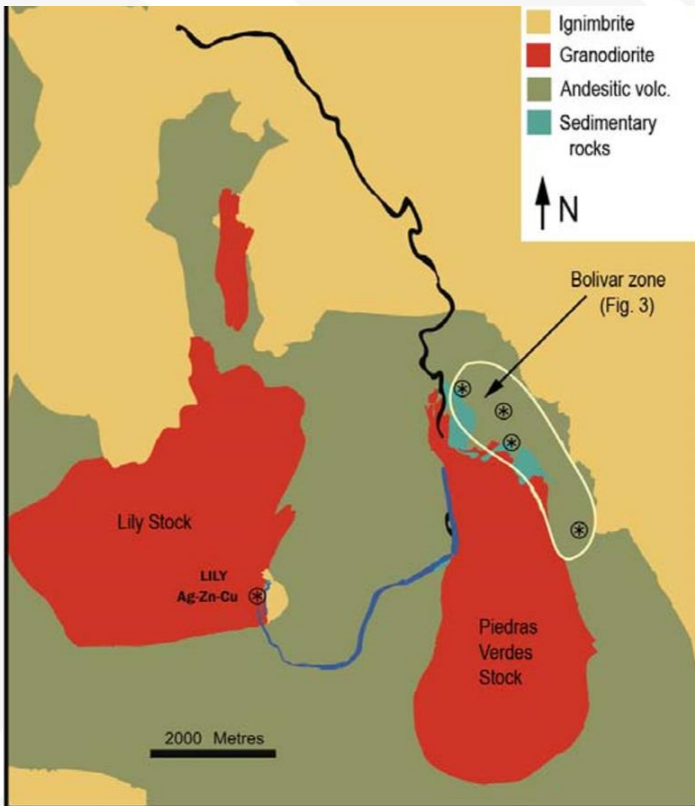 Ignimbrite
Granodiorite
Andesitic volc.
Sedimentary
rocks
N
Bolivar zone
(Fig. 3)
Lily Stock
LILY
Ag-Zn-Cu
Piedras
Verdes
Stock
2000 Metres